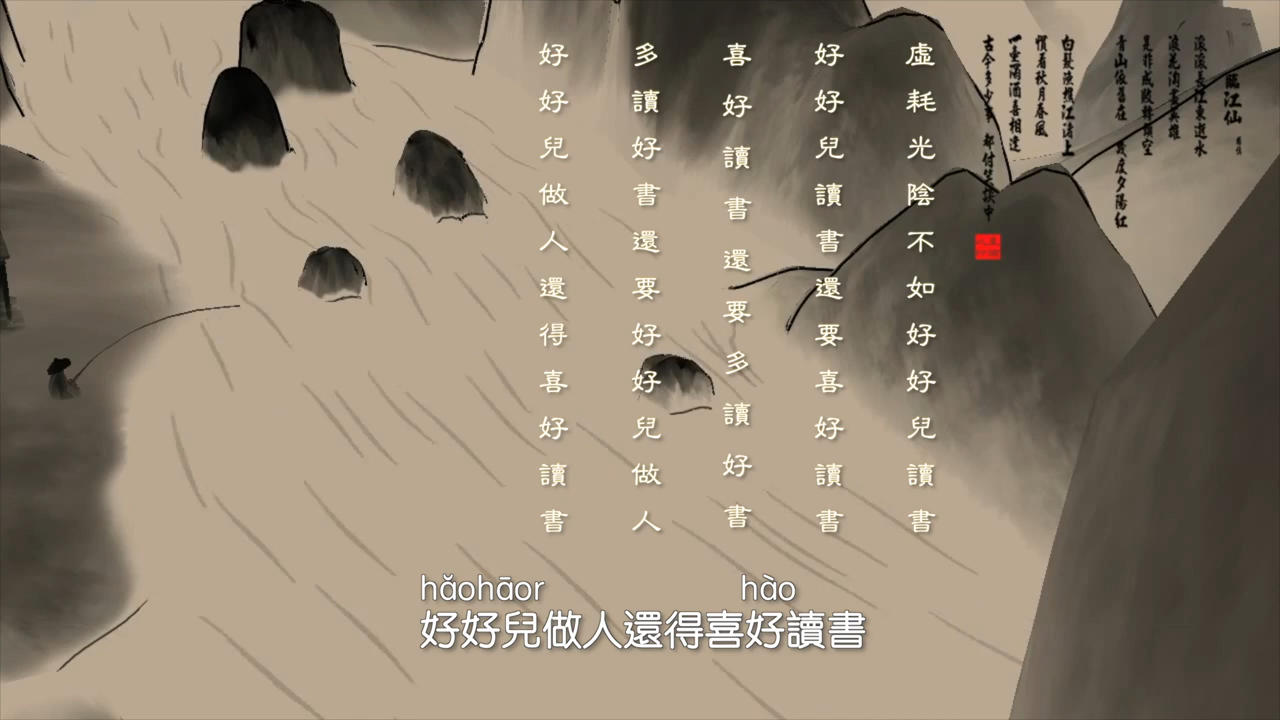 臨江仙
滾滾長江東逝水
浪花淘盡英雄
是非成敗轉頭空
青山依舊在 幾度夕陽紅
白髮漁樵江渚上
慣看秋月春風
一壺濁酒喜相逢
古今多少事 都付笑談中
虛耗光陰不如好好兒讀書
好好兒讀書還要喜好讀書
喜好讀書還要多讀好書
多讀好書還要好好兒做人
好好兒做人還得喜好讀書
hǎohāor hào
好好兒做人還得喜好讀書